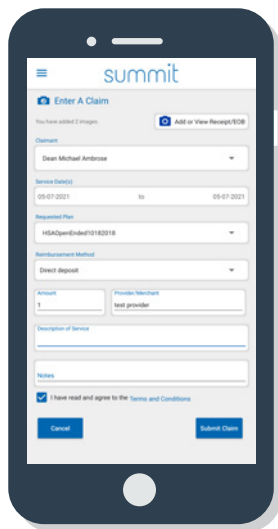 summit
Enter A Claim
You have added 2 images.
Add or View Receipt/EOB
Claimant
Dean Michael Ambrose
Service Date(s)
05-07-2021 to 05-07-2021
Requested Plan
HSAOpenEnded10182018
Reimbursement Method
Direct deposit
Amount Provider/Merchant
1 test provider
Description of Service
Notes
I have read and agree to the Terms and Conditions
Cancel Submit Claim